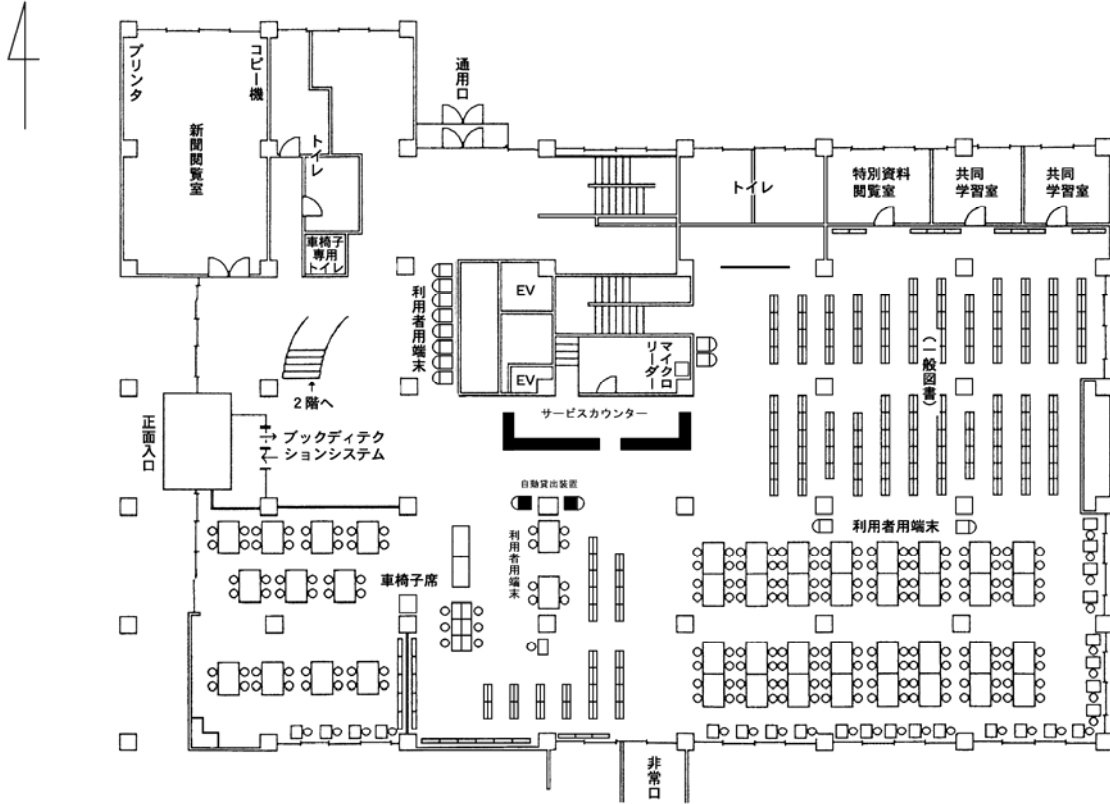 通用口
プリンタ
コピー機
新聞閲覧室
トイレ
車椅子
専用
トイレ
トイレ
特別資料
閲覧室
共同
学習室
共同
学習室
利用者用端末
EV
EV
マイクロ
リーダー
(一般図書)
2階へ
サービスカウンター
正面入口
ブックディテク
ションシステム
自動貸出装置
利用者用端末
利用者用端末
車椅子席
非常口